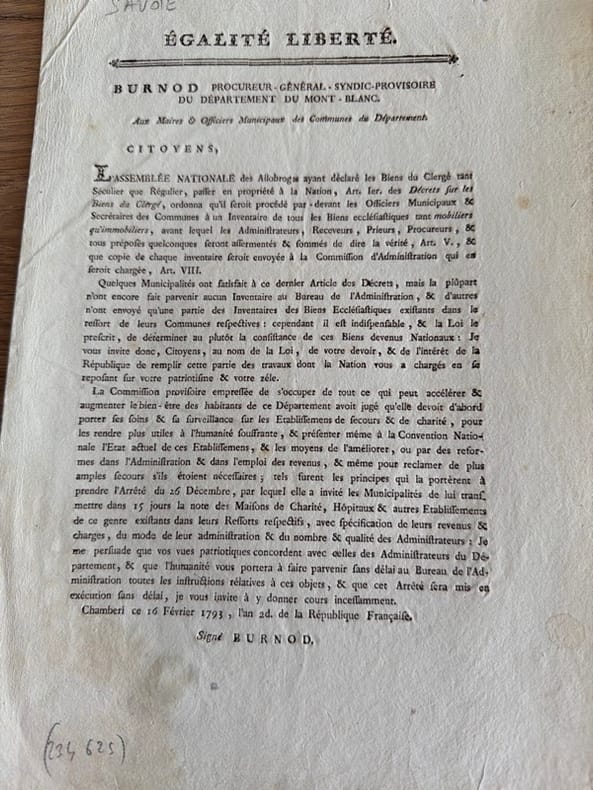 SAVOIE
ÉGALITÉ LIBERTÉ.
BURNOD PROCUREUR-GÉNÉRAL-SYNDIC-PROVISOIRE
DU DÉPARTEMENT DU MONT-BLANC.
Aux Maires & Officiers Municipaux des Communes du Département.
CITOYENS,
L'ASSEMBLÉE NATIONALE des Allobroges ayant déclaré les Biens du Clergé tant
Séculier que Régulier, paſſer en propriété à la Nation, Art. Ier. des Décrets ſur les
Biens du Clergé, ordonna qu'il ſeroit procédé par-devant les Officiers Municipaux &
Secrétaires des Communes à un Inventaire de tous les Biens eccléſiaſtiques tant mobiliers
qu'immobiliers, avant lequel les Adminiſtrateurs, Receveurs, Prieurs, Procureurs, &
tous prépoſés quelconques ſeront aſſermentés & ſommés de dire la vérité, Art. V., &
que copie de chaque inventaire ſeroit envoyée à la Commiſſion d'Adminiſtration qui en
ſeroit chargée, Art. VIII.
Quelques Municipalités ont ſatiſfait à ce dernier Article des Décrets, mais la plûpart
n'ont encore fait parvenir aucun Inventaire au Bureau de l'Adminiſtration, & d'autres
n'ont envoyé qu'une partie des Inventaires des Biens Eccléſiaſtiques exiſtants dans le
reſſort de leurs Communes reſpectives : cependant il eſt indiſpenſable, & la Loi le
preſcrit, de déterminer au plutôt la conſiſtance de ces Biens devenus Nationaux : Je
vous invite donc, Citoyens, au nom de la Loi, de votre devoir, & de l'intérêt de la
République de remplir cette partie des travaux dont la Nation vous a chargés en ſe
repoſant ſur votre patriotiſme & votre zéle.
La Commiſſion proviſoire empreſſée de s'occuper de tout ce qui peut accélérer &
augmenter le bien-être des habitants de ce Département avoit jugé qu'elle devoit d'abord
porter ſes ſoins & ſa ſurveillance ſur les Etabliſſemens de ſecours & de charité, pour
les rendre plus utiles à l'humanité ſouffrante, & préſenter même à la Convention Natio-
nale l'Etat actuel de ces Etabliſſemens, & les moyens de l'améliorer, ou par des refor-
mes dans l'Adminiſtration & dans l'emploi des revenus, & même pour reclamer de plus
amples ſecours s'ils étoient néceſſaires ; tels furent les principes qui la portèrent à
prendre l'Arrêté du 26 Décembre, par lequel elle a invité les Municipalités de lui tranſ-
mettre dans 15 jours la note des Maiſons de Charité, Hôpitaux & autres Etabliſſements
de ce genre exiſtant dans leurs Reſſorts reſpectifs, avec ſpécification de leurs revenus &
charges, du mode de leur adminiſtration & du nombre & qualité des Adminiſtrateurs : Je
me perſuade que vos vues patriotiques concordent avec celles des Adminiſtrateurs du Dé-
partement, & que l'humanité vous portera à faire parvenir ſans délai au Bureau de l'Ad-
miniſtration toutes les inſtructions relatives à ces objets, & que cet Arrêté ſera mis en
exécution ſans délai, je vous invite à y donner cours inceſſamment.
Chamberi ce 16 Février 1793, l'an 2d. de la République Françaiſe.
Signé BURNOD.
(234 625)